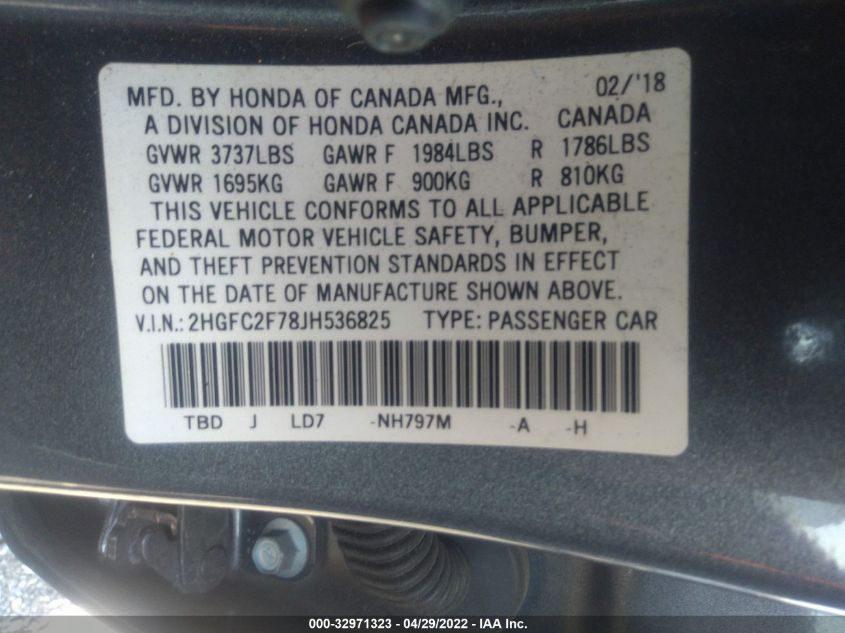 MFD. BY HONDA OF CANADA MFG., 02/'18
A DIVISION OF HONDA CANADA INC. CANADA
GVWR 3737LBS GAWR F 1984LBS R 1786LBS
GVWR 1695KG GAWR F 900KG R 810KG
THIS VEHICLE CONFORMS TO ALL APPLICABLE
FEDERAL MOTOR VEHICLE SAFETY, BUMPER,
AND THEFT PREVENTION STANDARDS IN EFFECT
ON THE DATE OF MANUFACTURE SHOWN ABOVE.
V.I.N.: 2HGFC2F78JH536825 TYPE: PASSENGER CAR
TBD J LD7 -NH797M -A -H
000-32971323 - 04/29/2022 - IAA Inc.